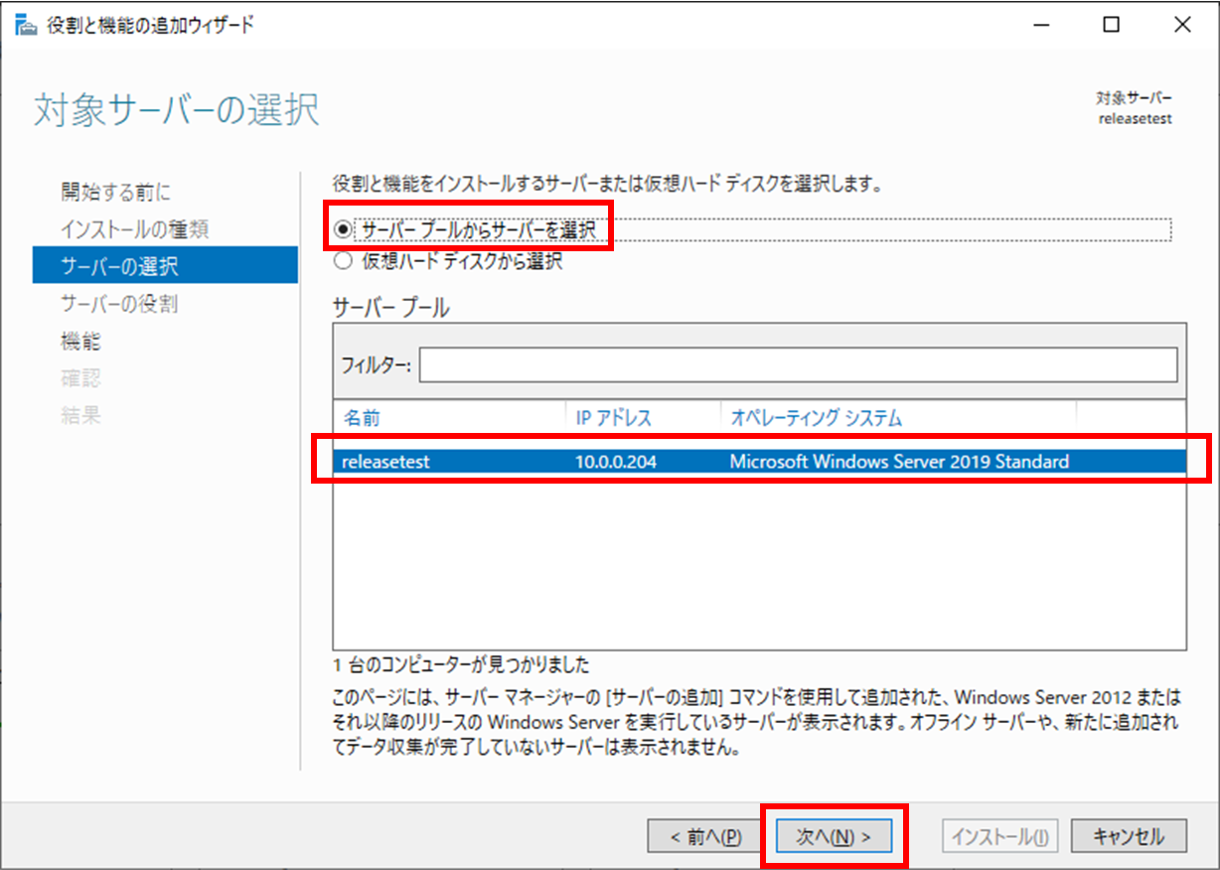 役割と機能の追加ウィザード
対象サーバーの選択
対象サーバー
releasetest
開始する前に
インストールの種類
サーバーの選択
サーバーの役割
機能
確認
結果
役割と機能をインストールするサーバーまたは仮想ハード ディスクを選択します。
サーバー プールからサーバーを選択
仮想ハード ディスクから選択
サーバー プール
フィルター:
名前 IP アドレス オペレーティング システム
releasetest 10.0.0.204 Microsoft Windows Server 2019 Standard
1 台のコンピューターが見つかりました
このページには、サーバー マネージャーの [サーバーの追加] コマンドを使用して追加された、Windows Server 2012 または
それ以降のリリースの Windows Server を実行しているサーバーが表示されます。オフライン サーバーや、新たに追加され
てデータ収集が完了していないサーバーは表示されません。
< 前へ(P) 次へ(N) > インストール(I) キャンセル